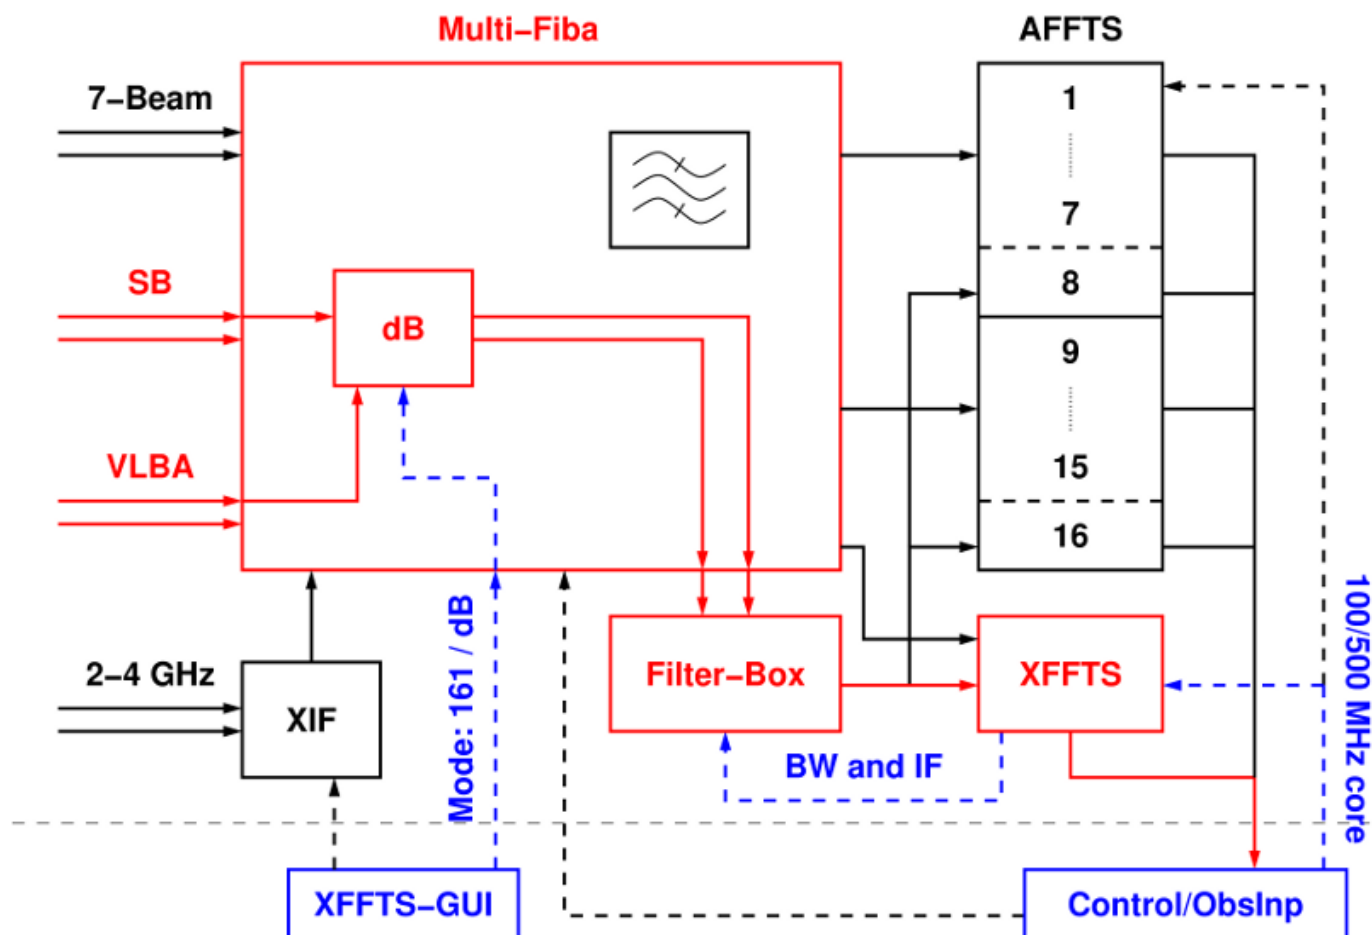 Multi–Fiba
AFFTS
7–Beam
1
7
SB
8
dB
9
VLBA
15
16
2–4 GHz
XIF
Mode: 161 / dB
Filter–Box
XFFTS
100/500 MHz core
BW and IF
XFFTS–GUI
Control/ObsInp